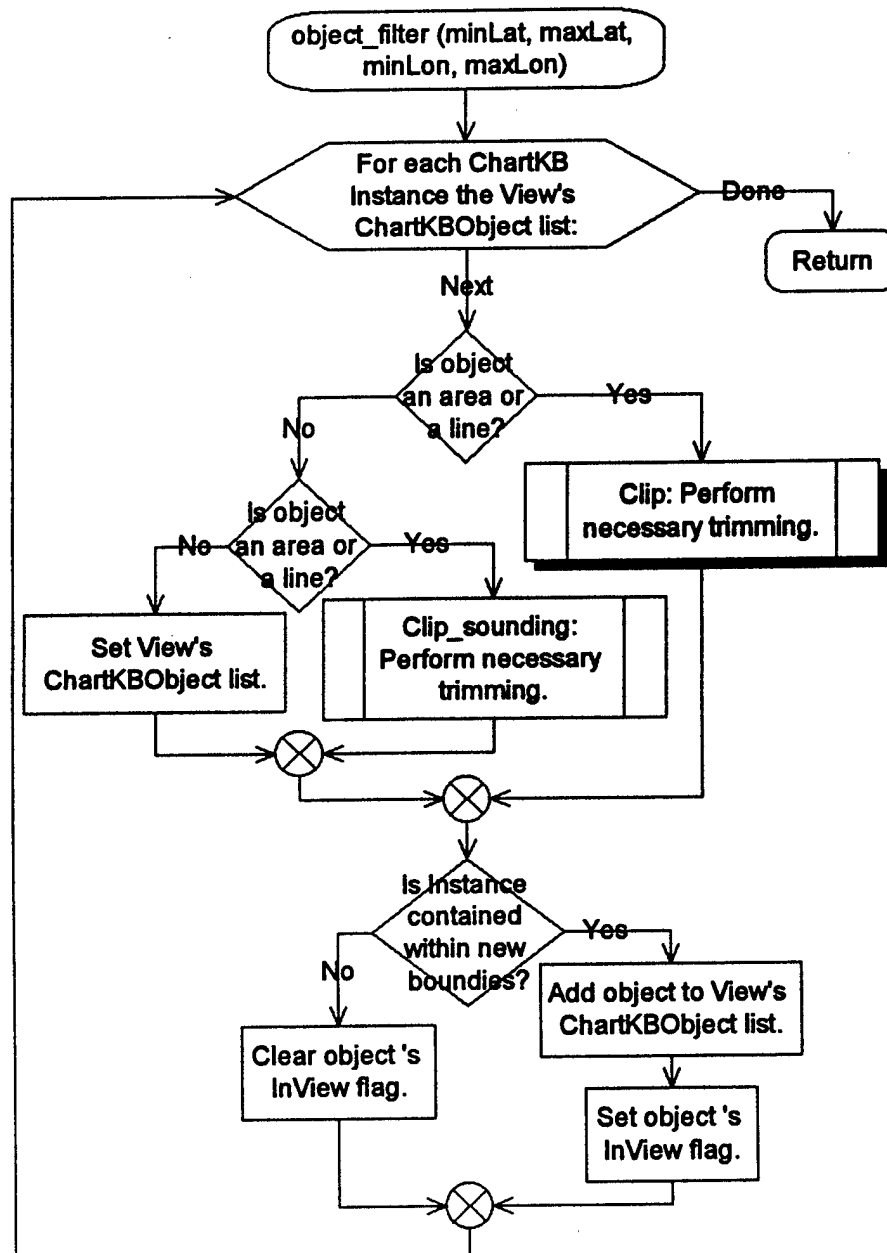 object_filter (minLat, maxLat,
minLon, maxLon)
For each ChartKB
Instance the View's
ChartKBObject list:
Done
Return
Next
Is object
an area or
a line?
Yes
No
Clip: Perform
necessary trimming.
Is object
an area or
a line?
No
Yes
Set View's
ChartKBObject list.
Clip_sounding:
Perform necessary
trimming.
Is Instance
contained
within new
boundies?
Yes
No
Add object to View's
ChartKBObject list.
Clear object 's
InView flag.
Set object 's
InView flag.